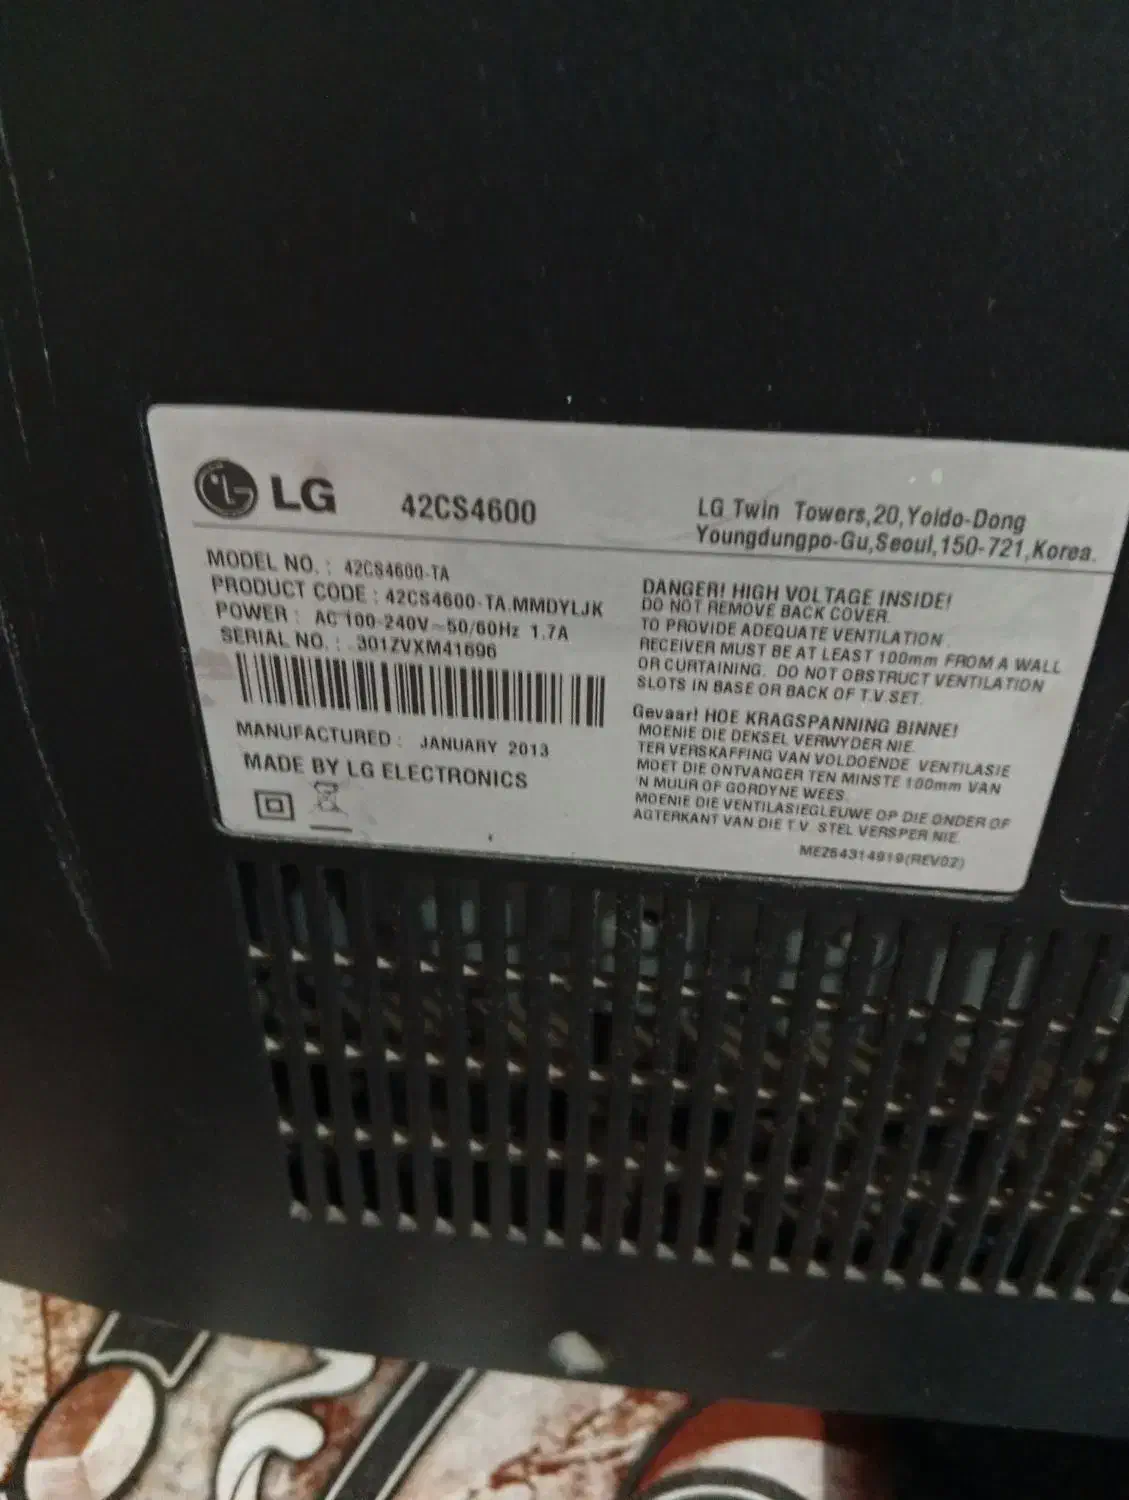 LG 42CS4600
LG Twin Towers,20,Yoido-Dong
Youngdungpo-Gu,Seoul,150-721,Korea.
MODEL NO. : 42CS4600-TA
PRODUCT CODE : 42CS4600-TA.MMDYLJK
POWER : AC 100-240V~50/60Hz 1.7A
SERIAL NO. : 301ZVXM41696
MANUFACTURED : JANUARY 2013
MADE BY LG ELECTRONICS
DANGER! HIGH VOLTAGE INSIDE!
DO NOT REMOVE BACK COVER.
TO PROVIDE ADEQUATE VENTILATION
RECEIVER MUST BE AT LEAST 100mm FROM A WALL
OR CURTAINING. DO NOT OBSTRUCT VENTILATION
SLOTS IN BASE OR BACK OF T.V.SET.
Gevaar! HOE KRAGSPANNING BINNE!
MOENIE DIE DEKSEL VERWYDER NIE.
TER VERSKAFFING VAN VOLDOENDE VENTILASIE
MOET DIE ONTVANGER TEN MINSTE 100mm VAN
'N MUUR OF GORDYNE WEES.
MOENIE DIE VENTILASIEGLEUWE OP DIE ONDER OF
AGTERKANT VAN DIE T.V. STEL VERSPER NIE.
MEZ64314919(REV02)